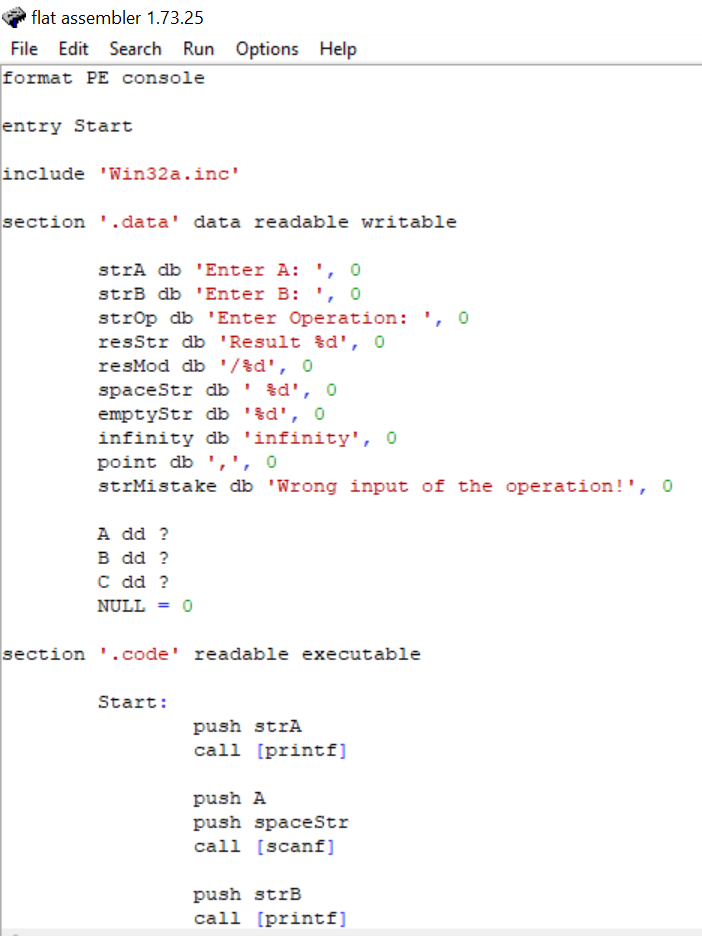 flat assembler 1.73.25
File Edit Search Run Options Help
format PE console
entry Start
include 'Win32a.inc'
section '.data' data readable writable
strA db 'Enter A: ', 0
strB db 'Enter B: ', 0
strOp db 'Enter Operation: ', 0
resStr db 'Result %d', 0
resMod db '/%d', 0
spaceStr db ' %d', 0
emptyStr db '%d', 0
infinity db 'infinity', 0
point db ',', 0
strMistake db 'Wrong input of the operation!', 0
A dd ?
B dd ?
C dd ?
NULL = 0
section '.code' readable executable
Start:
push strA
call [printf]
push A
push spaceStr
call [scanf]
push strB
call [printf]